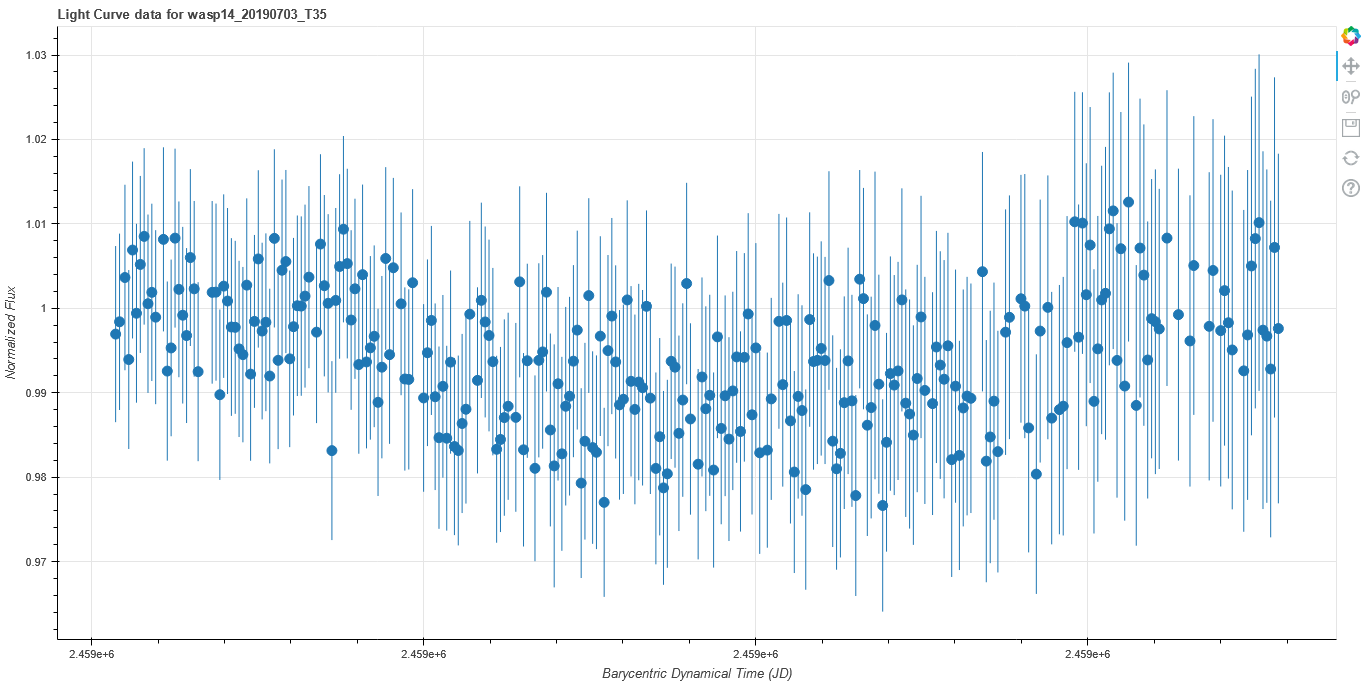 Light Curve data for wasp14_20190703_T35
1.03
1.02
1.01
1
0.99
0.98
0.97
Normalized Flux
2.459e+6 2.459e+6 2.459e+6 2.459e+6
Barycentric Dynamical Time (JD)